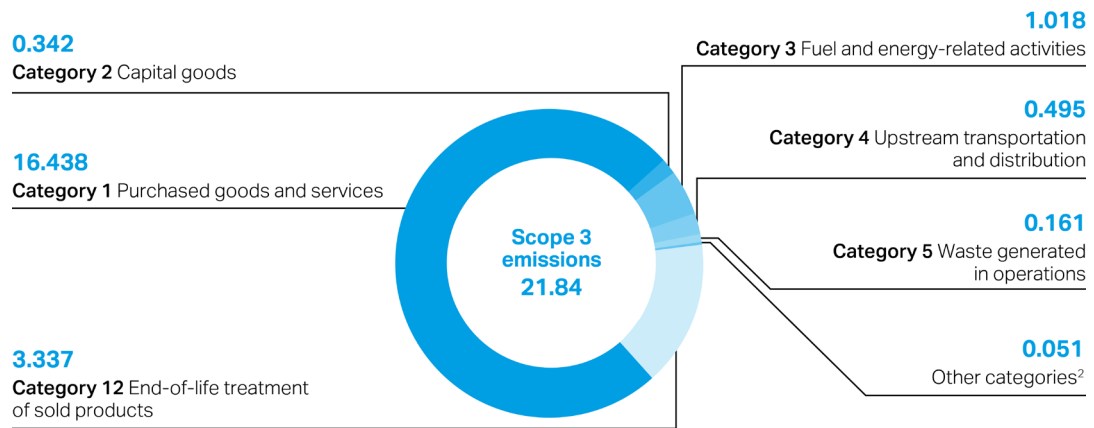 0.342
Category 2 Capital goods
16.438
Category 1 Purchased goods and services
3.337
Category 12 End-of-life treatment
of sold products
Scope 3
emissions
21.84
1.018
Category 3 Fuel and energy-related activities
0.495
Category 4 Upstream transportation
and distribution
0.161
Category 5 Waste generated
in operations
0.051
Other categories²